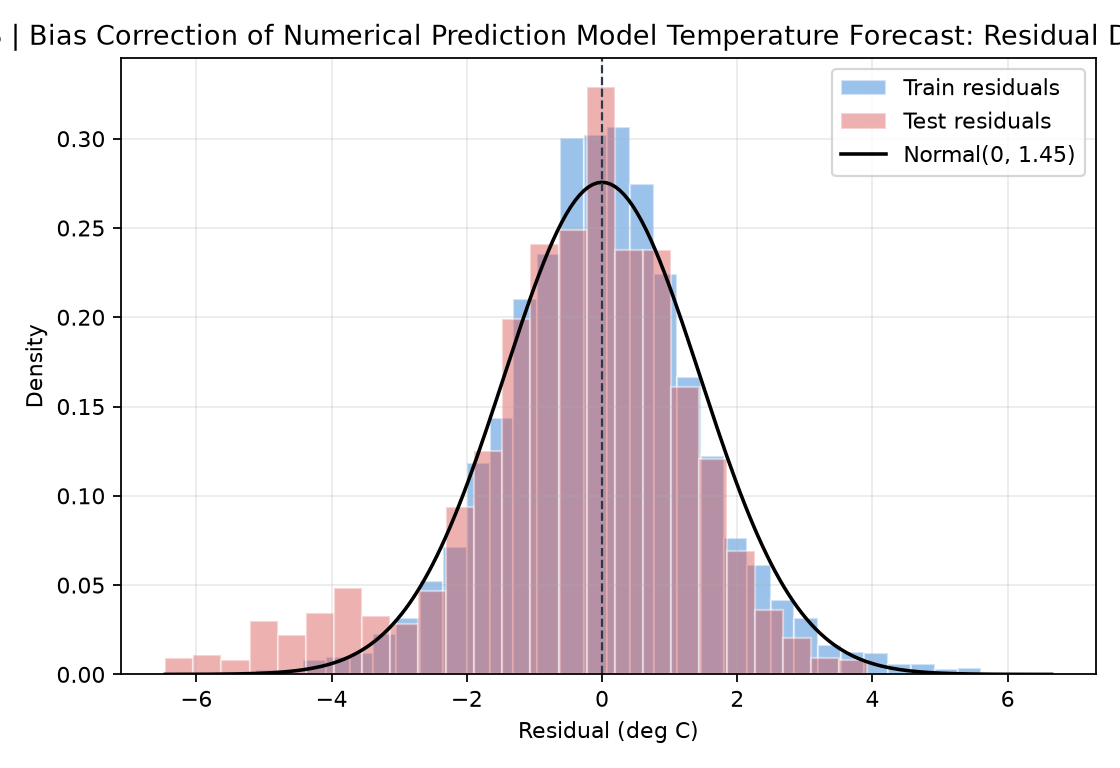 | Bias Correction of Numerical Prediction Model Temperature Forecast: Residual
Train residuals
Test residuals
Normal(0, 1.45)
0.30
0.25
0.20
0.15
0.10
0.05
0.00
Density
−6
−4
−2
0
2
4
6
Residual (deg C)